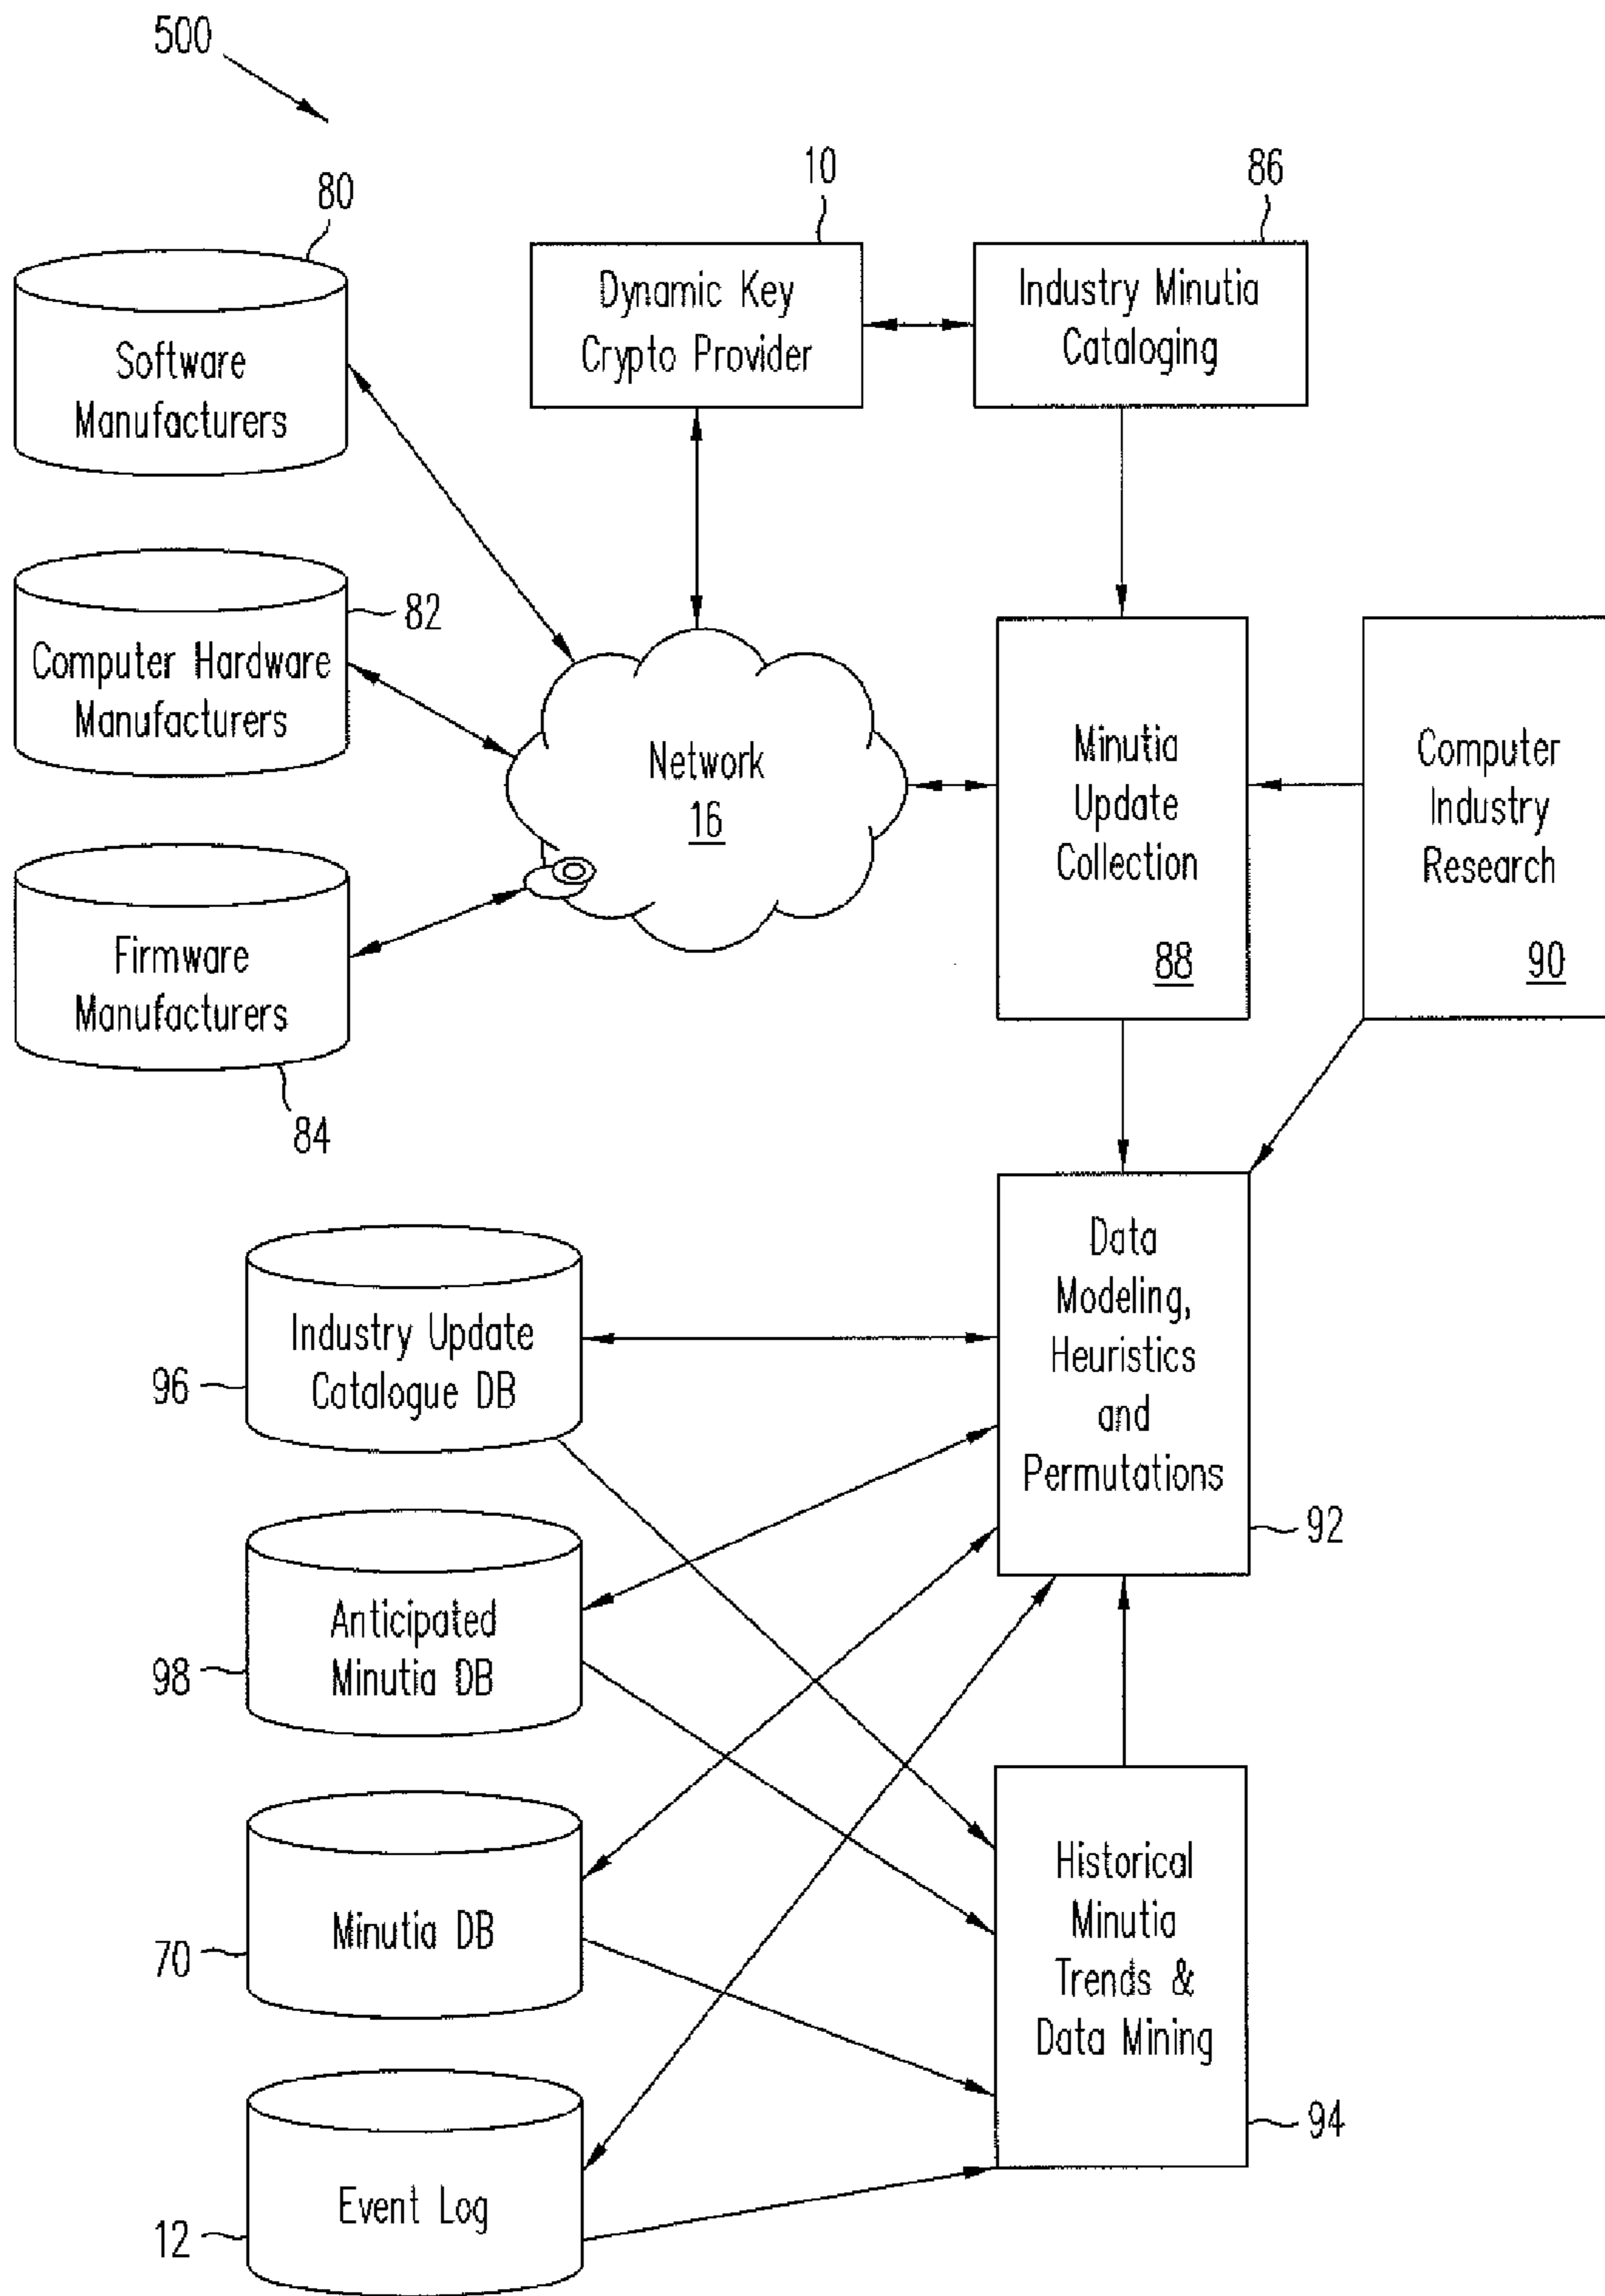 500
80
10
86
Software
Manufacturers
Dynamic Key
Crypto Provider
Industry Minutia
Cataloging
82
Computer Hardware
Manufacturers
Network
16
Minutia
Update
Collection
88
Computer
Industry
Research
90
Firmware
Manufacturers
84
Industry Update
Catalogue DB
96
Data
Modeling,
Heuristics
and
Permutations
92
Anticipated
Minutia DB
98
Minutia DB
70
Historical
Minutia
Trends &
Data Mining
94
Event Log
12